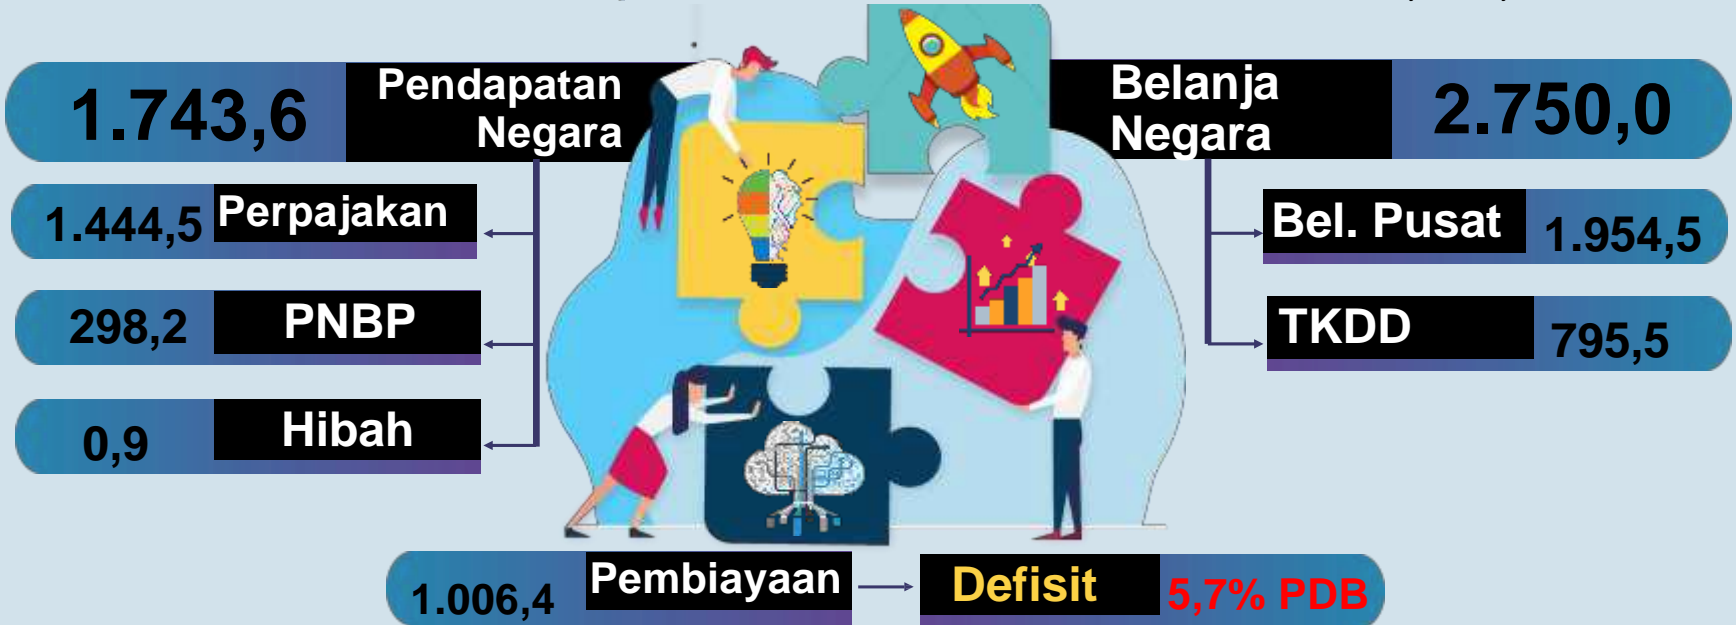 1.743,6
Pendapatan
Negara
1.444,5
Perpajakan
298,2
PNBP
0,9
Hibah
Belanja
Negara
2.750,0
Bel. Pusat
1.954,5
TKDD
795,5
1.006,4
Pembiayaan
Defisit
5,7% PDB